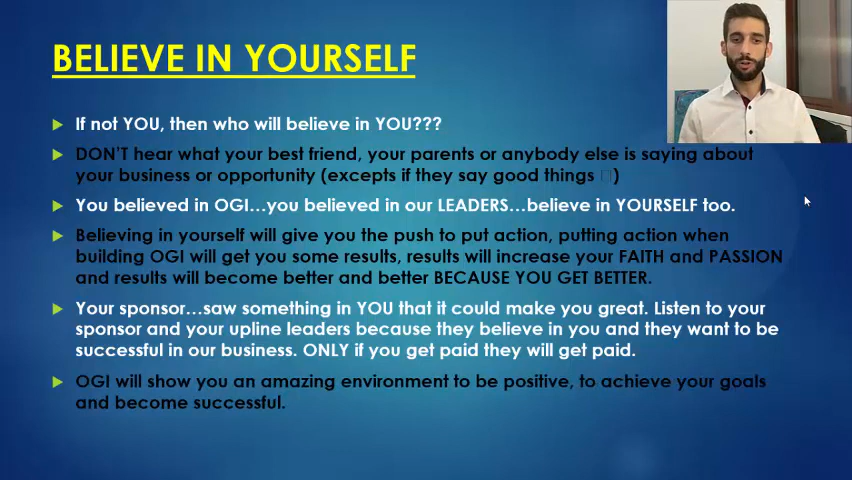 BELIEVE IN YOURSELF
If not YOU, then who will believe in YOU???
DON'T hear what your best friend, your parents or anybody else is saying about
your business or opportunity (excepts if they say good things )
You believed in OGI...you believed in our LEADERS...believe in YOURSELF too.
Believing in yourself will give you the push to put action, putting action when
building OGI will get you some results, results will increase your FAITH and PASSION
and results will become better and better BECAUSE YOU GET BETTER.
Your sponsor...saw something in YOU that it could make you great. Listen to your
sponsor and your upline leaders because they believe in you and they want to be
successful in our business. ONLY if you get paid they will get paid.
OGI will show you an amazing environment to be positive, to achieve your goals
and become successful.